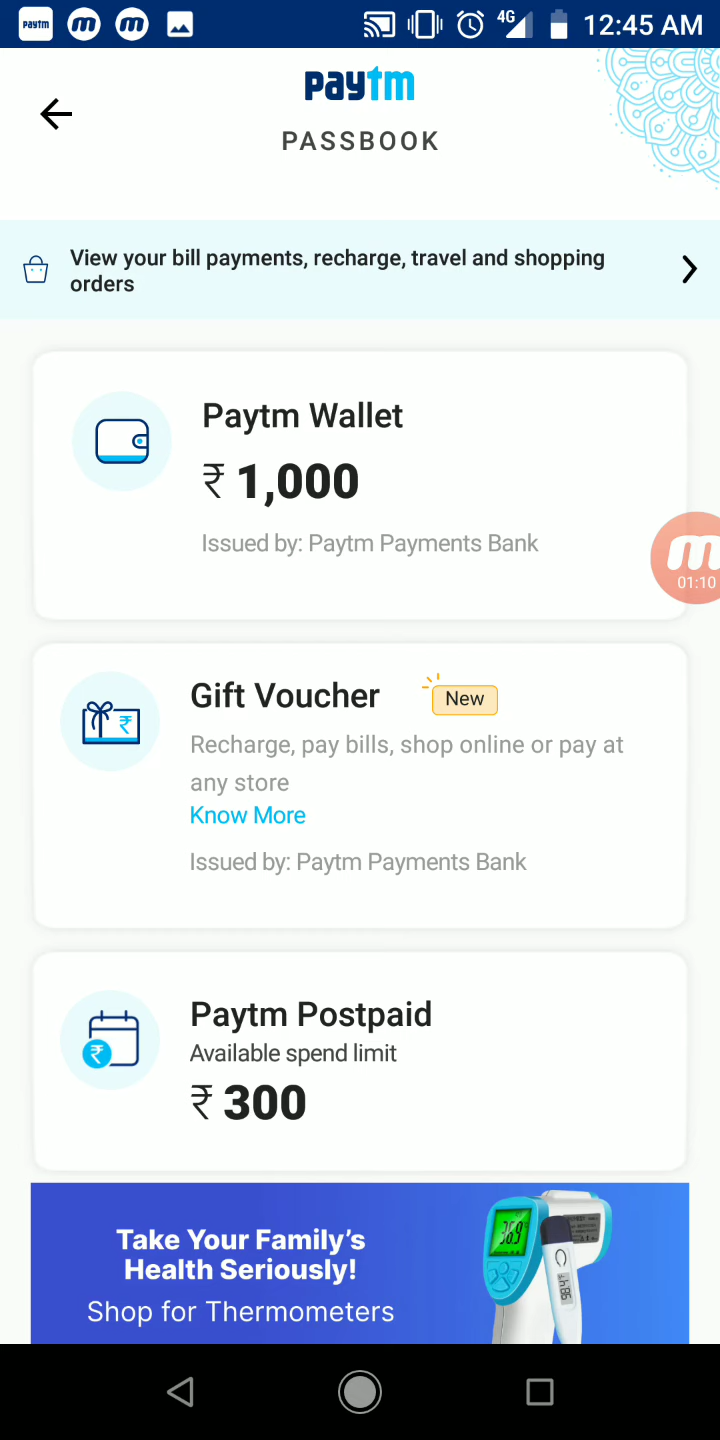 paytm 4G 12:45 AM
paytm
PASSBOOK
View your bill payments, recharge, travel and shopping
orders
Paytm Wallet
₹ 1,000
Issued by: Paytm Payments Bank
m
01:10
Gift Voucher New
₹
Recharge, pay bills, shop online or pay at
any store
Know More
Issued by: Paytm Payments Bank
Paytm Postpaid
Available spend limit
₹
₹ 300
Take Your Family's
Health Seriously!
Shop for Thermometers
36.9